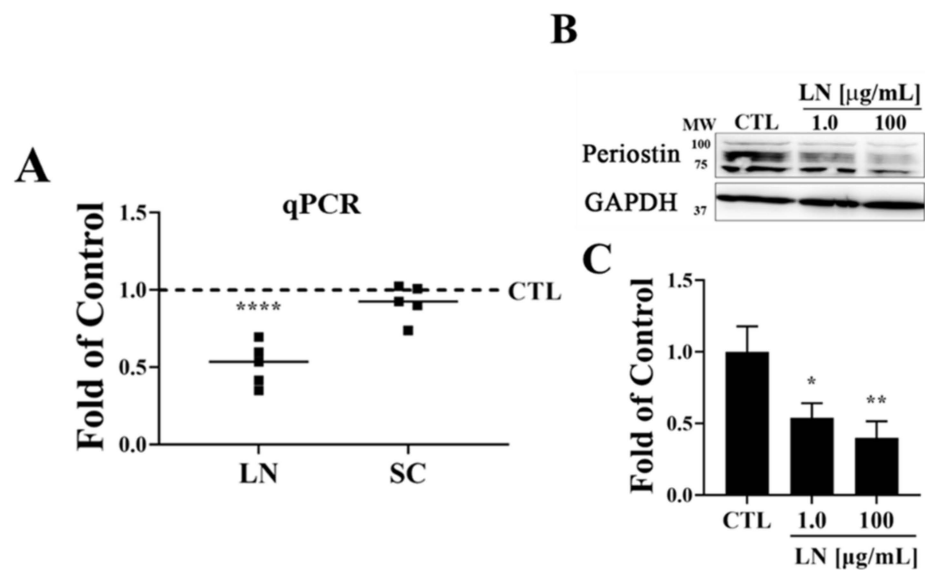 A
qPCR
Fold of Control
1.5
1.0
0.5
0.0
****
CTL
LN SC
B
LN [μg/mL]
MW CTL 1.0 100
Periostin 100
75
GAPDH 37
C
Fold of Control
1.5
1.0
0.5
0.0
* **
CTL 1.0 100
LN [μg/mL]